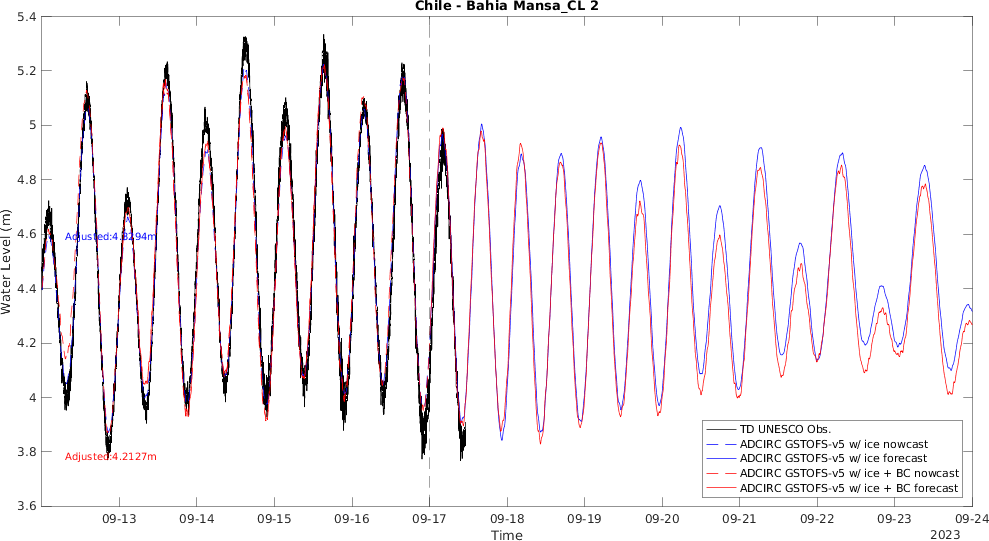 Chile - Bahia Mansa_CL 2
Water Level (m)
5.4
5.2
5
4.8
4.6
4.4
4.2
4
3.8
3.6
Adjusted:4.8294m
Adjusted:4.2127m
TD UNESCO Obs.
ADCIRC GSTOFS-v5 w/ ice nowcast
ADCIRC GSTOFS-v5 w/ ice forecast
ADCIRC GSTOFS-v5 w/ ice + BC nowcast
ADCIRC GSTOFS-v5 w/ ice + BC forecast
09-13 09-14 09-15 09-16 09-17 09-18 09-19 09-20 09-21 09-22 09-23 09-24
Time
2023